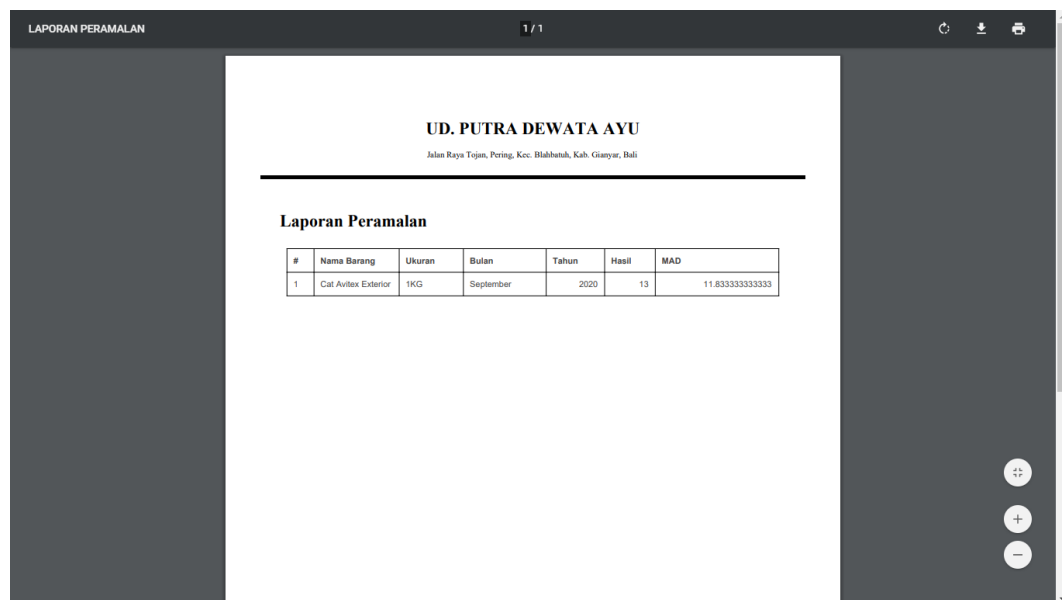 LAPORAN PERAMALAN 1 / 1
UD. PUTRA DEWATA AYU
Jalan Raya Tojan, Pering, Kec. Blahbatuh, Kab. Gianyar, Bali
Laporan Peramalan
# Nama Barang Ukuran Bulan Tahun Hasil MAD
1 Cat Avitex Exterior 1KG September 2020 13 11.833333333333